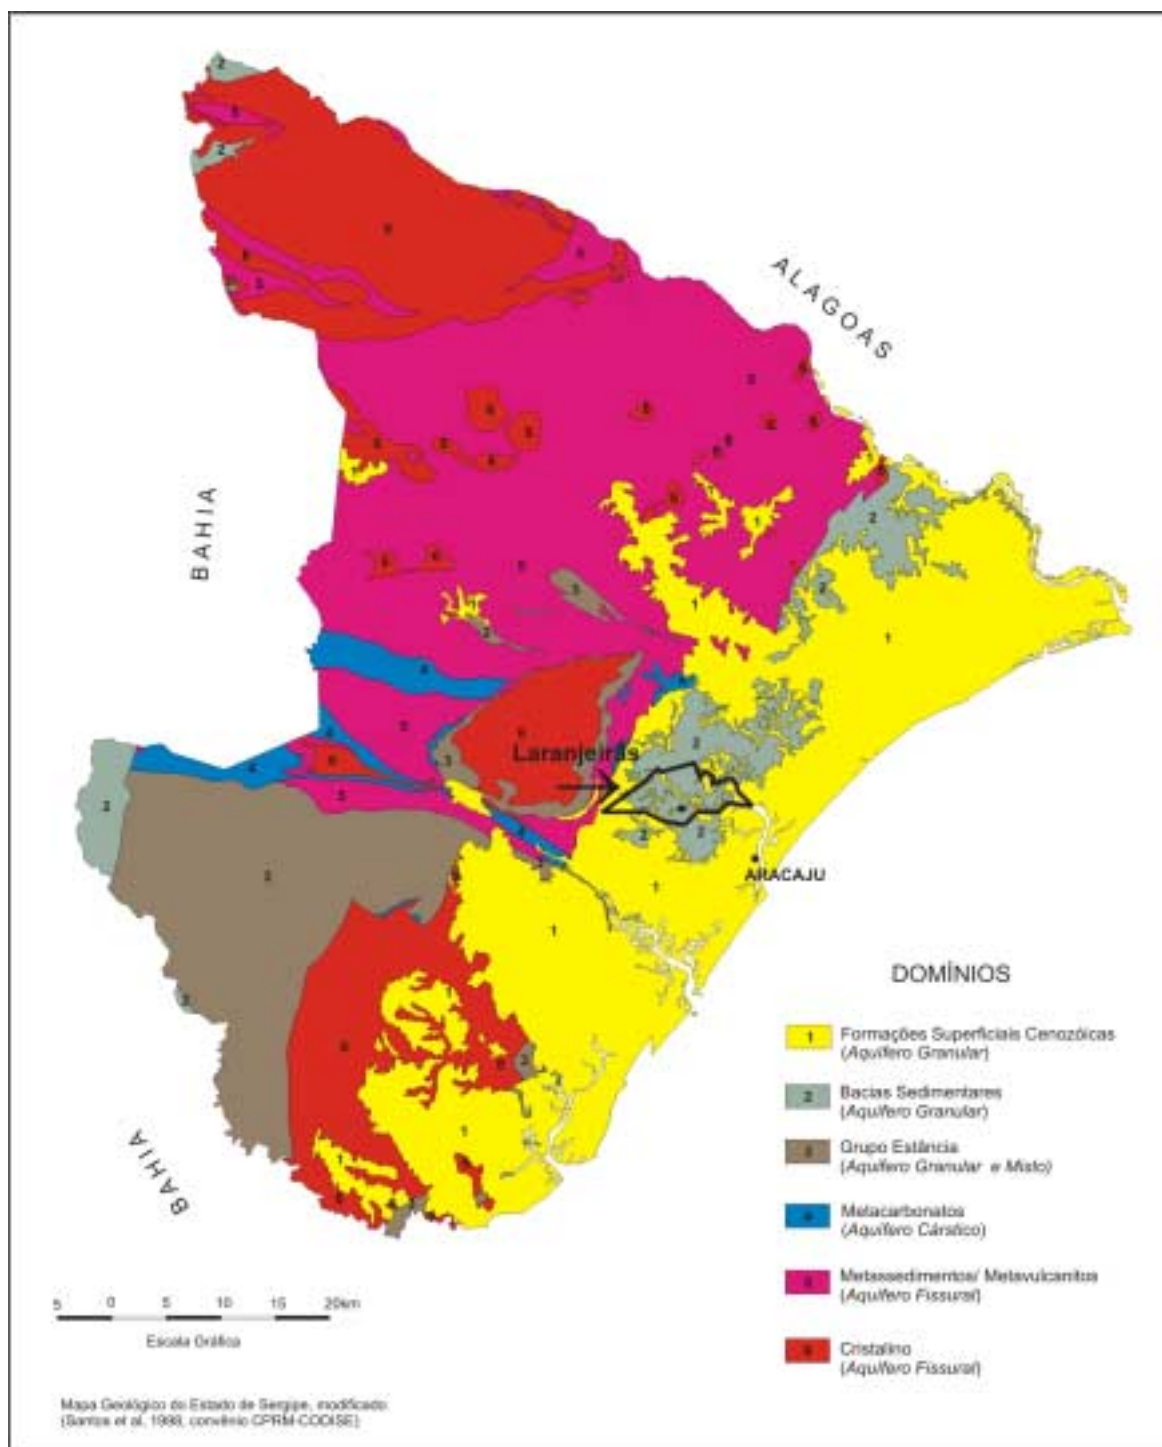 ALAGOAS
BAHIA
Laranjeiras
ARACAJU
BAHIA
DOMÍNIOS
1 Formações Superficiais Cenozóicas
(Aquífero Granular)
2 Bacias Sedimentares
(Aquífero Granular)
3 Grupo Estância
(Aquífero Granular e Misto)
4 Metacarbonatos
(Aquífero Cárstico)
5 Metassedimentos/ Metavulcanitos
(Aquífero Fissural)
6 Cristalino
(Aquífero Fissural)
5 0 5 10 15 20km
Escala Gráfica
Mapa Geológico do Estado de Sergipe, modificado
(Santos et al, 1998, convênio CPRM-CODISE)